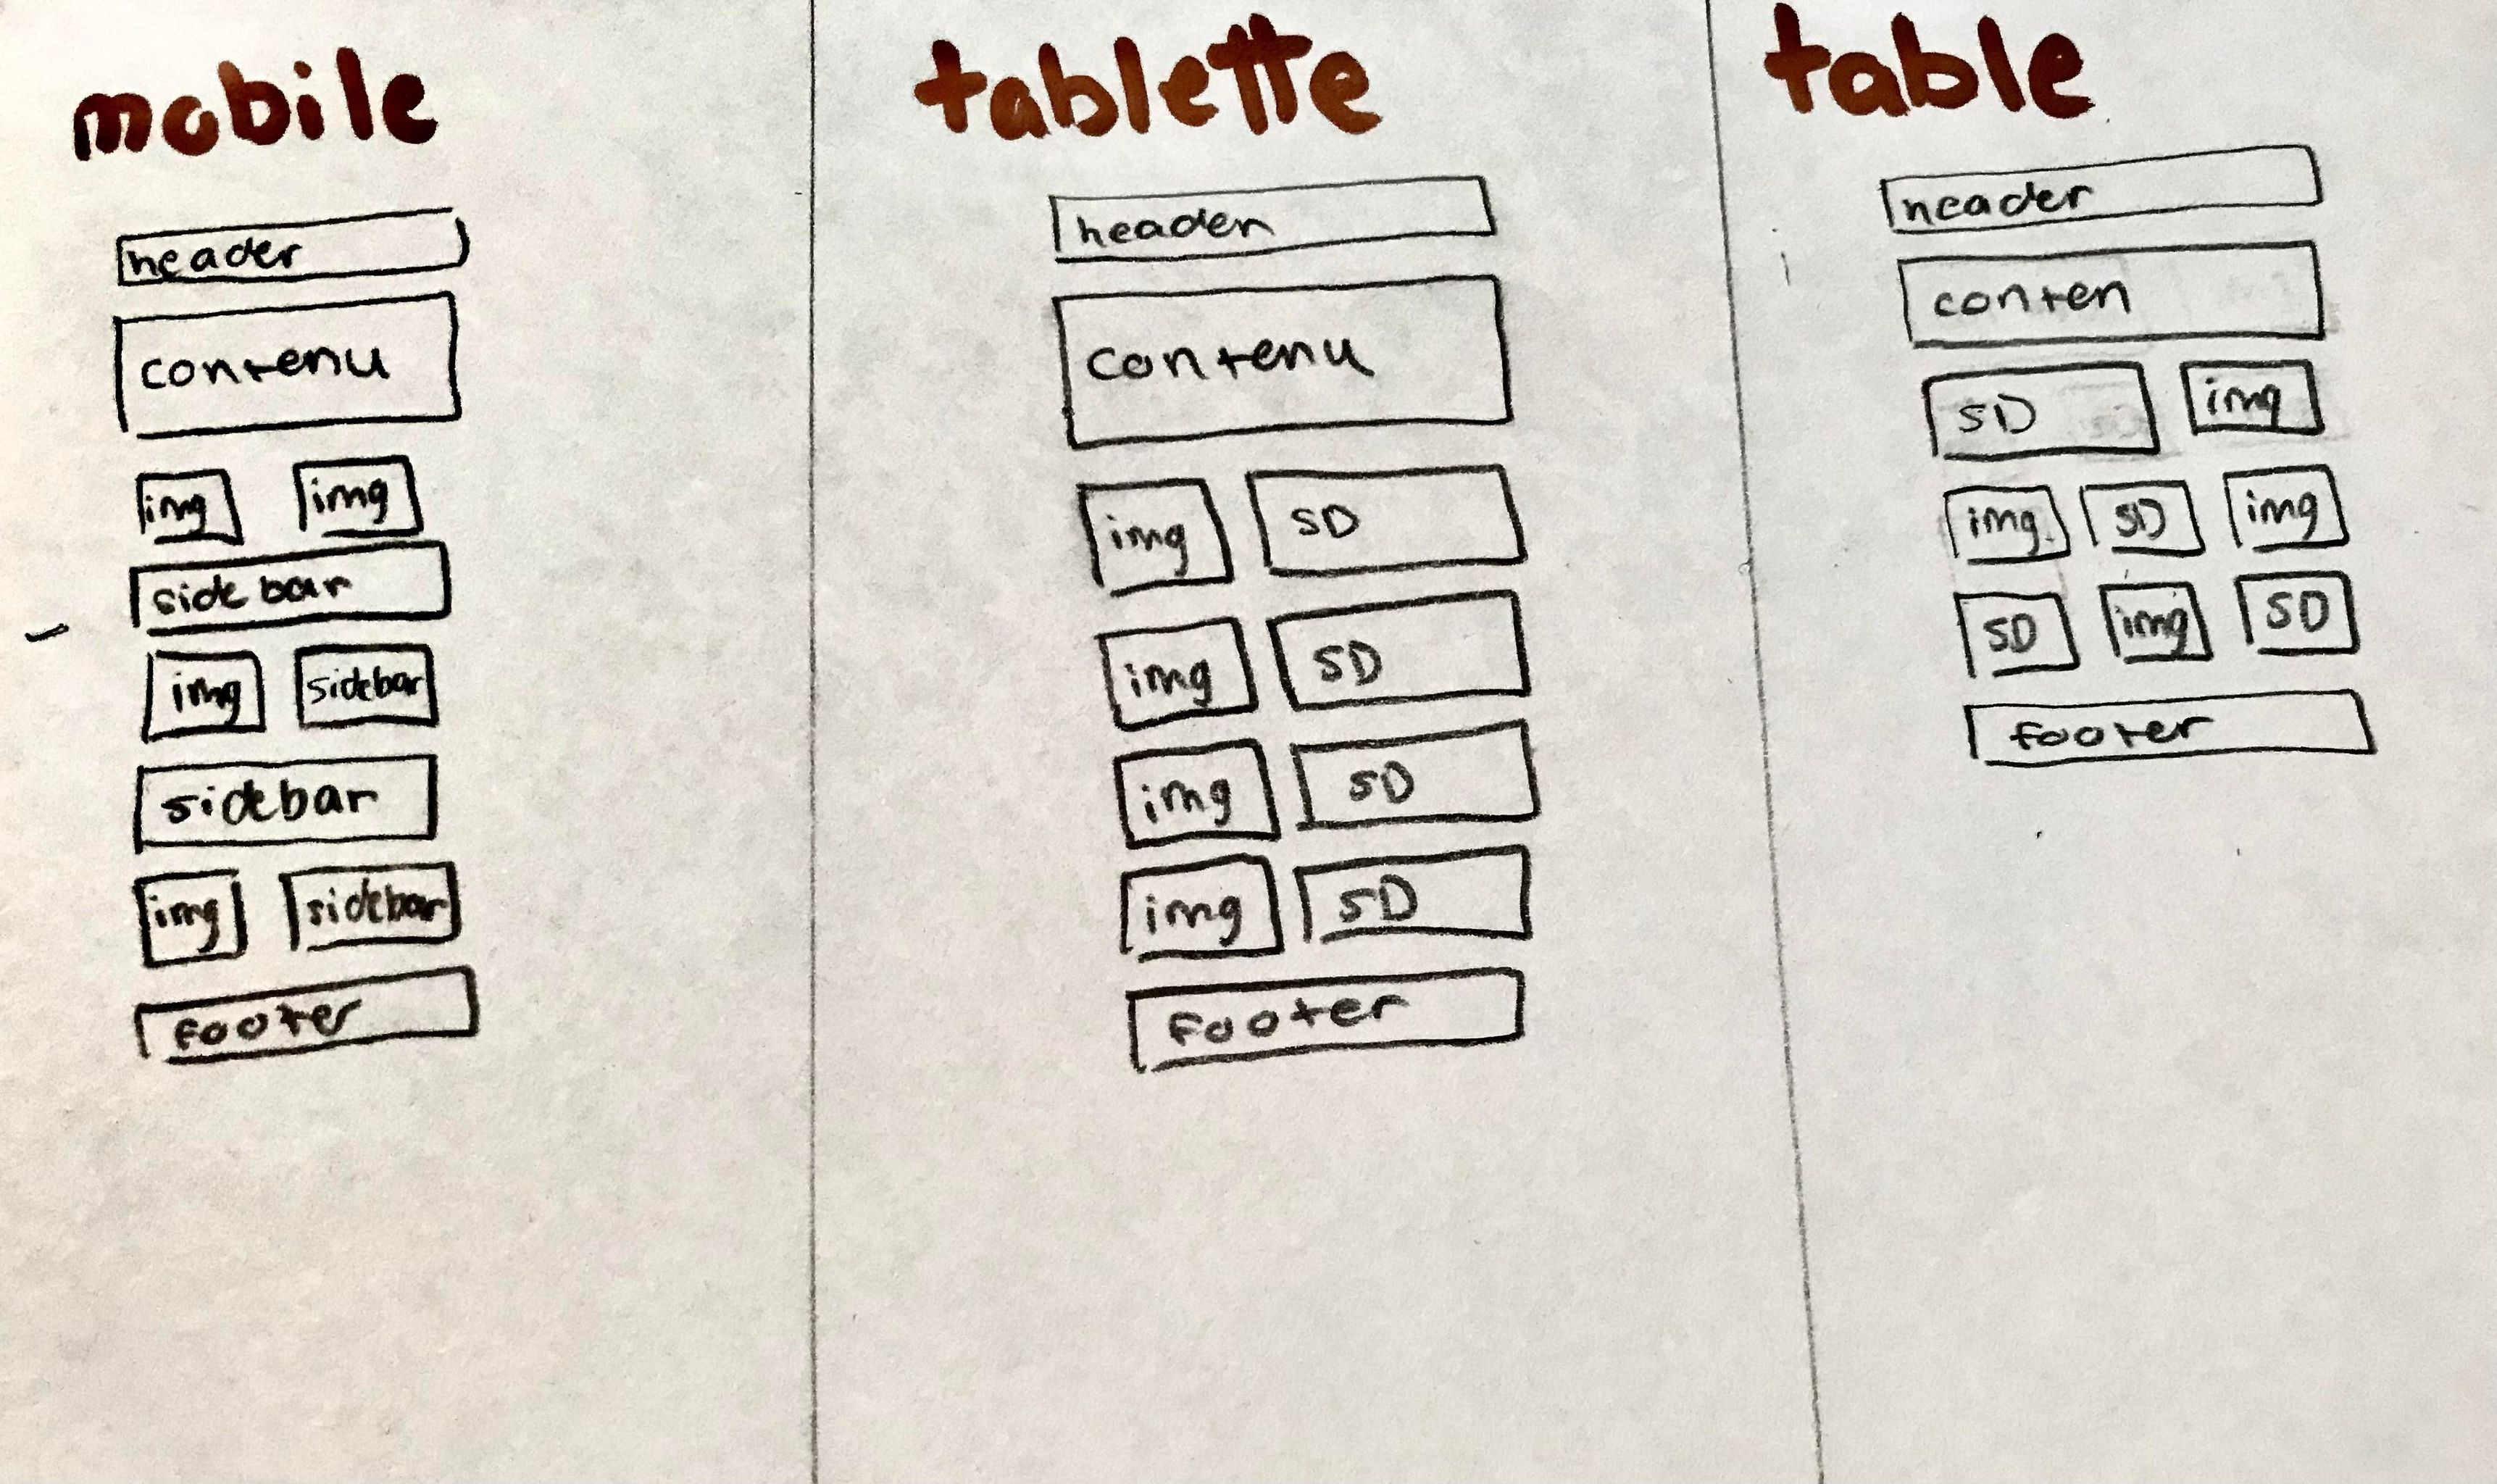 mobile
header
contenu
img img
side bar
img sidebar
sidebar
img sidebar
footer
tablette
header
contenu
img SD
img SD
img SD
img SD
footer
table
header
conten
SD img
img SD img
SD img SD
footer